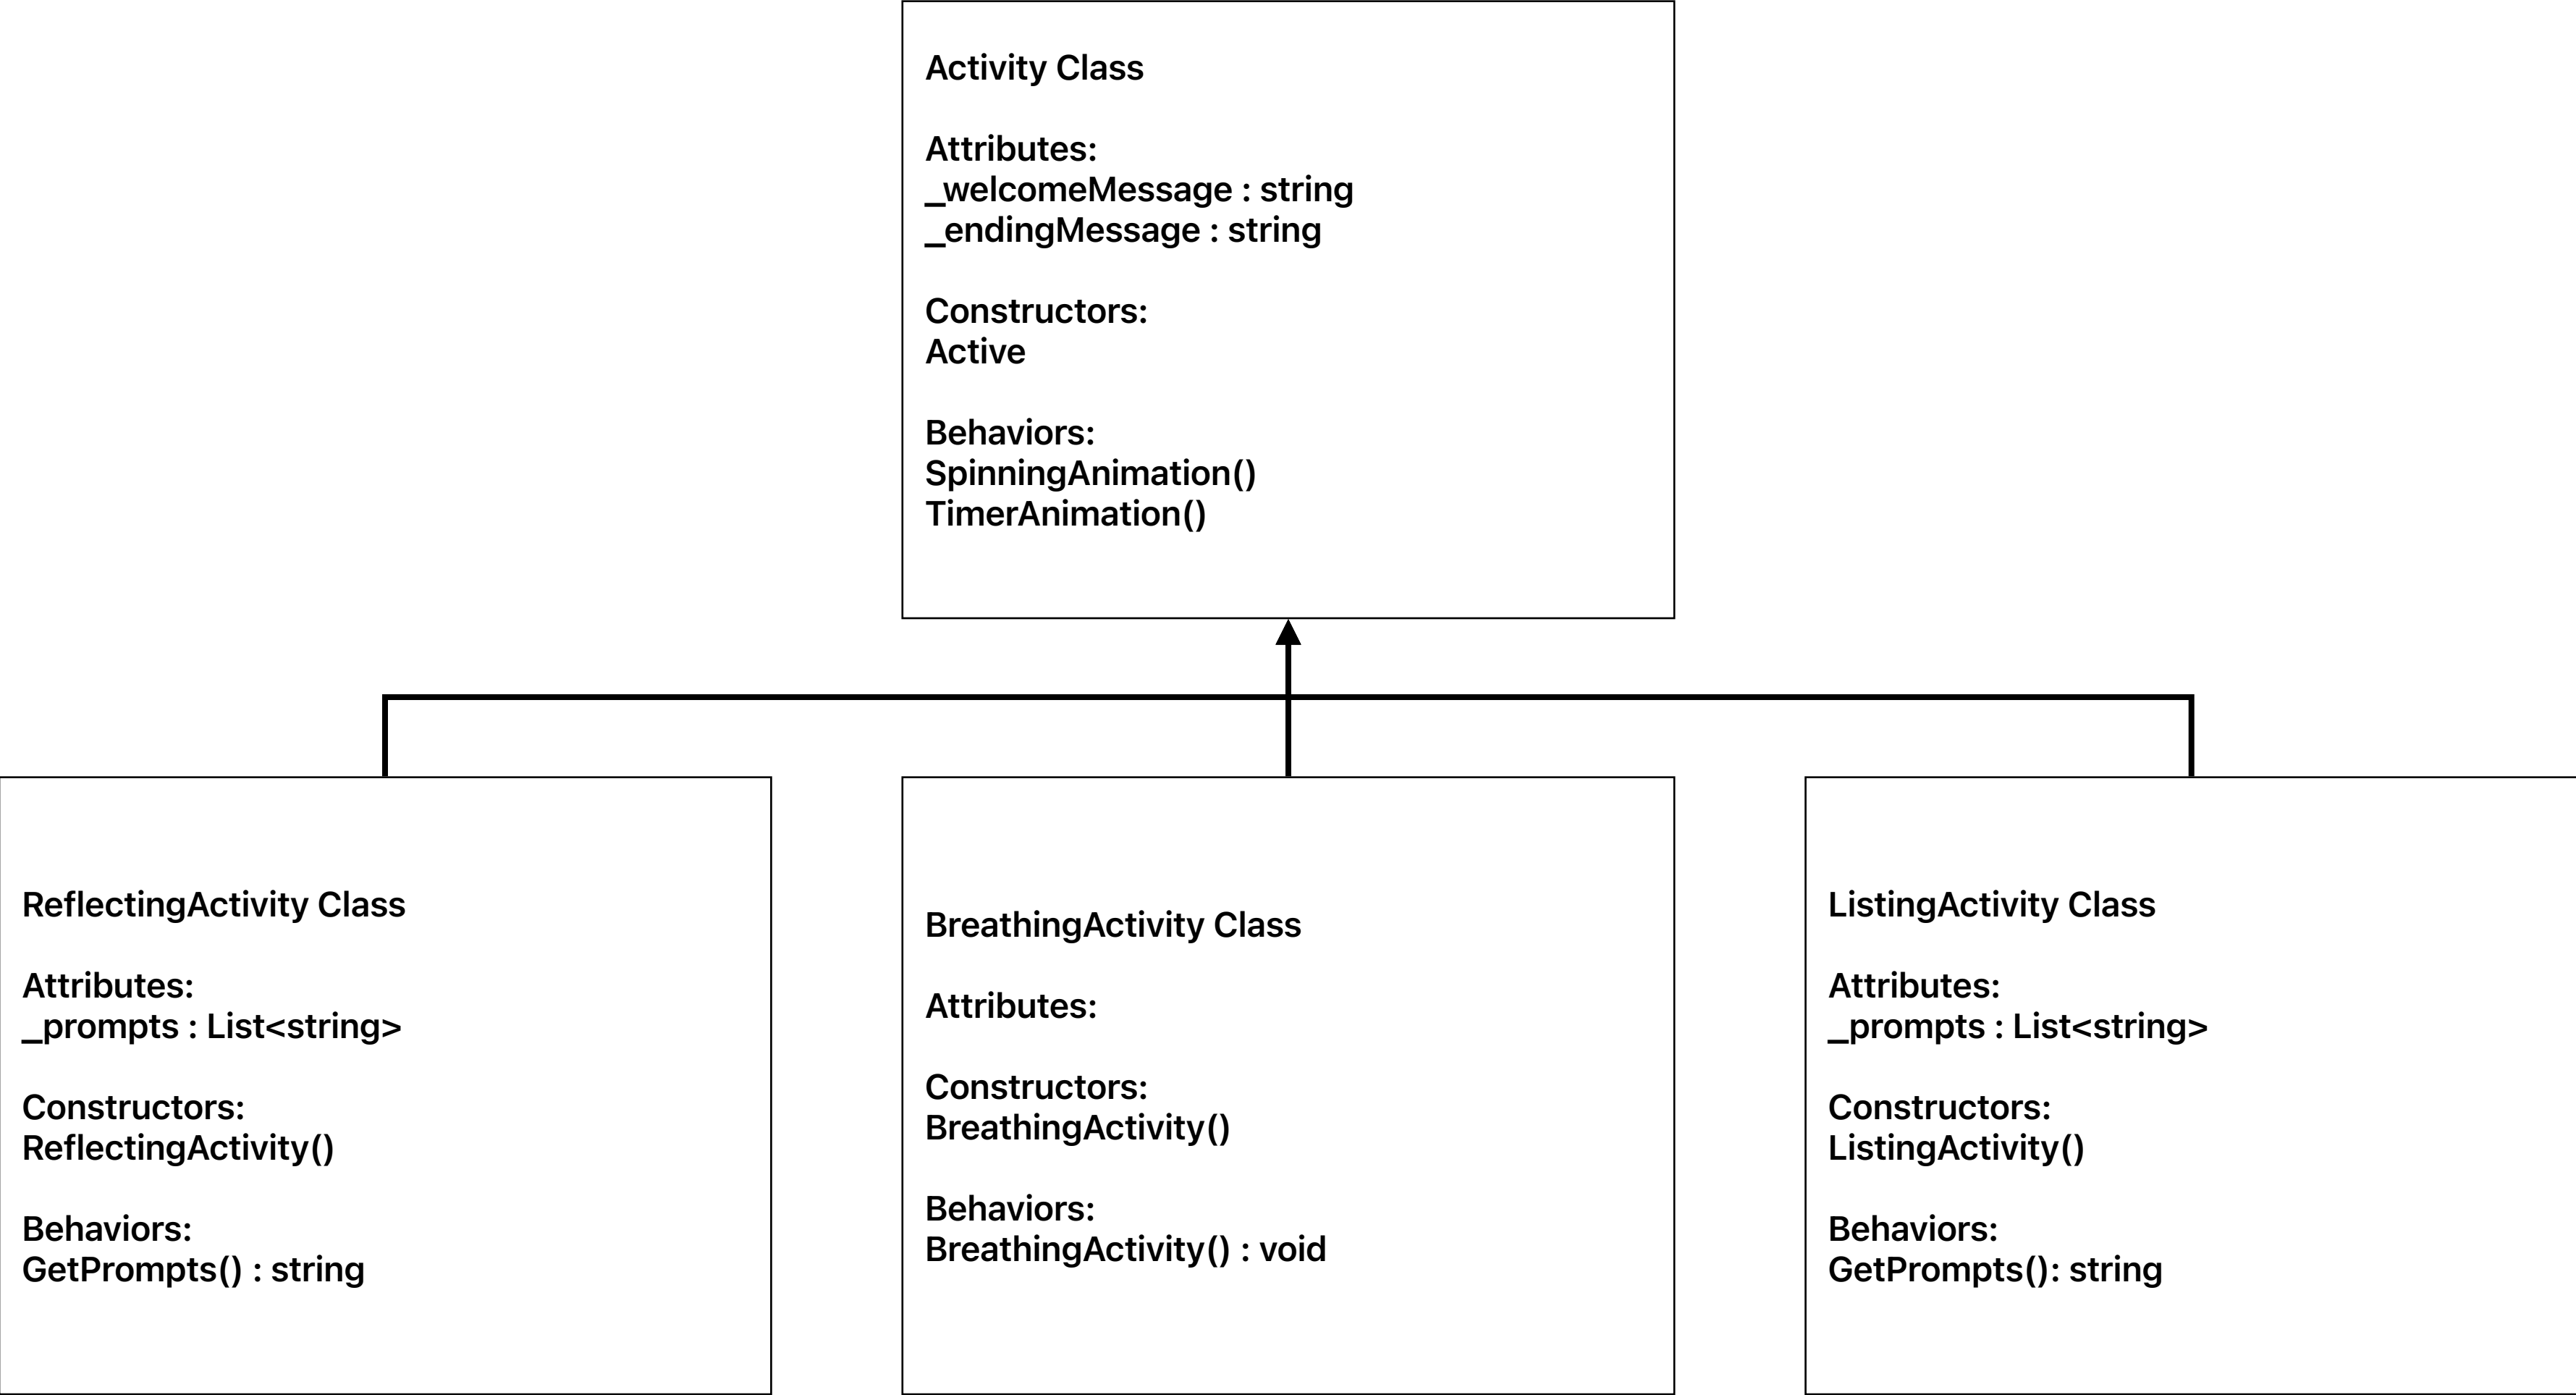 Activity Class
Attributes:
_welcomeMessage : string
_endingMessage : string
Constructors:
Active
Behaviors:
SpinningAnimation()
TimerAnimation()
ReflectingActivity Class
Attributes:
_prompts : List<string>
Constructors:
ReflectingActivity()
Behaviors:
GetPrompts() : string
BreathingActivity Class
Attributes:
Constructors:
BreathingActivity()
Behaviors:
BreathingActivity() : void
ListingActivity Class
Attributes:
_prompts : List<string>
Constructors:
ListingActivity()
Behaviors:
GetPrompts(): string